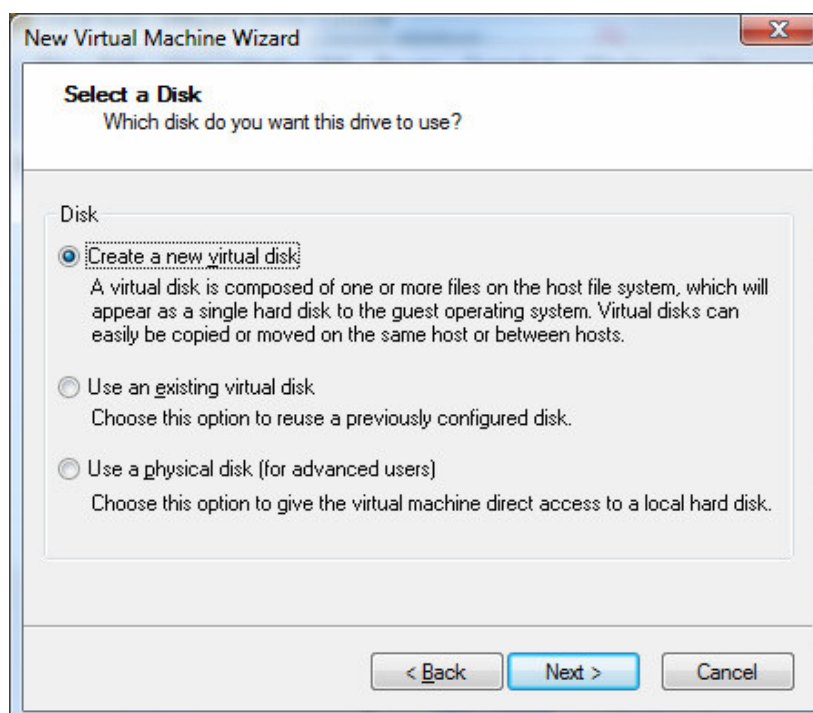 New Virtual Machine Wizard
Select a Disk
Which disk do you want this drive to use?
Disk
Create a new virtual disk
A virtual disk is composed of one or more files on the host file system, which will
appear as a single hard disk to the guest operating system. Virtual disks can
easily be copied or moved on the same host or between hosts.
Use an existing virtual disk
Choose this option to reuse a previously configured disk.
Use a physical disk (for advanced users)
Choose this option to give the virtual machine direct access to a local hard disk.
< Back
Next >
Cancel